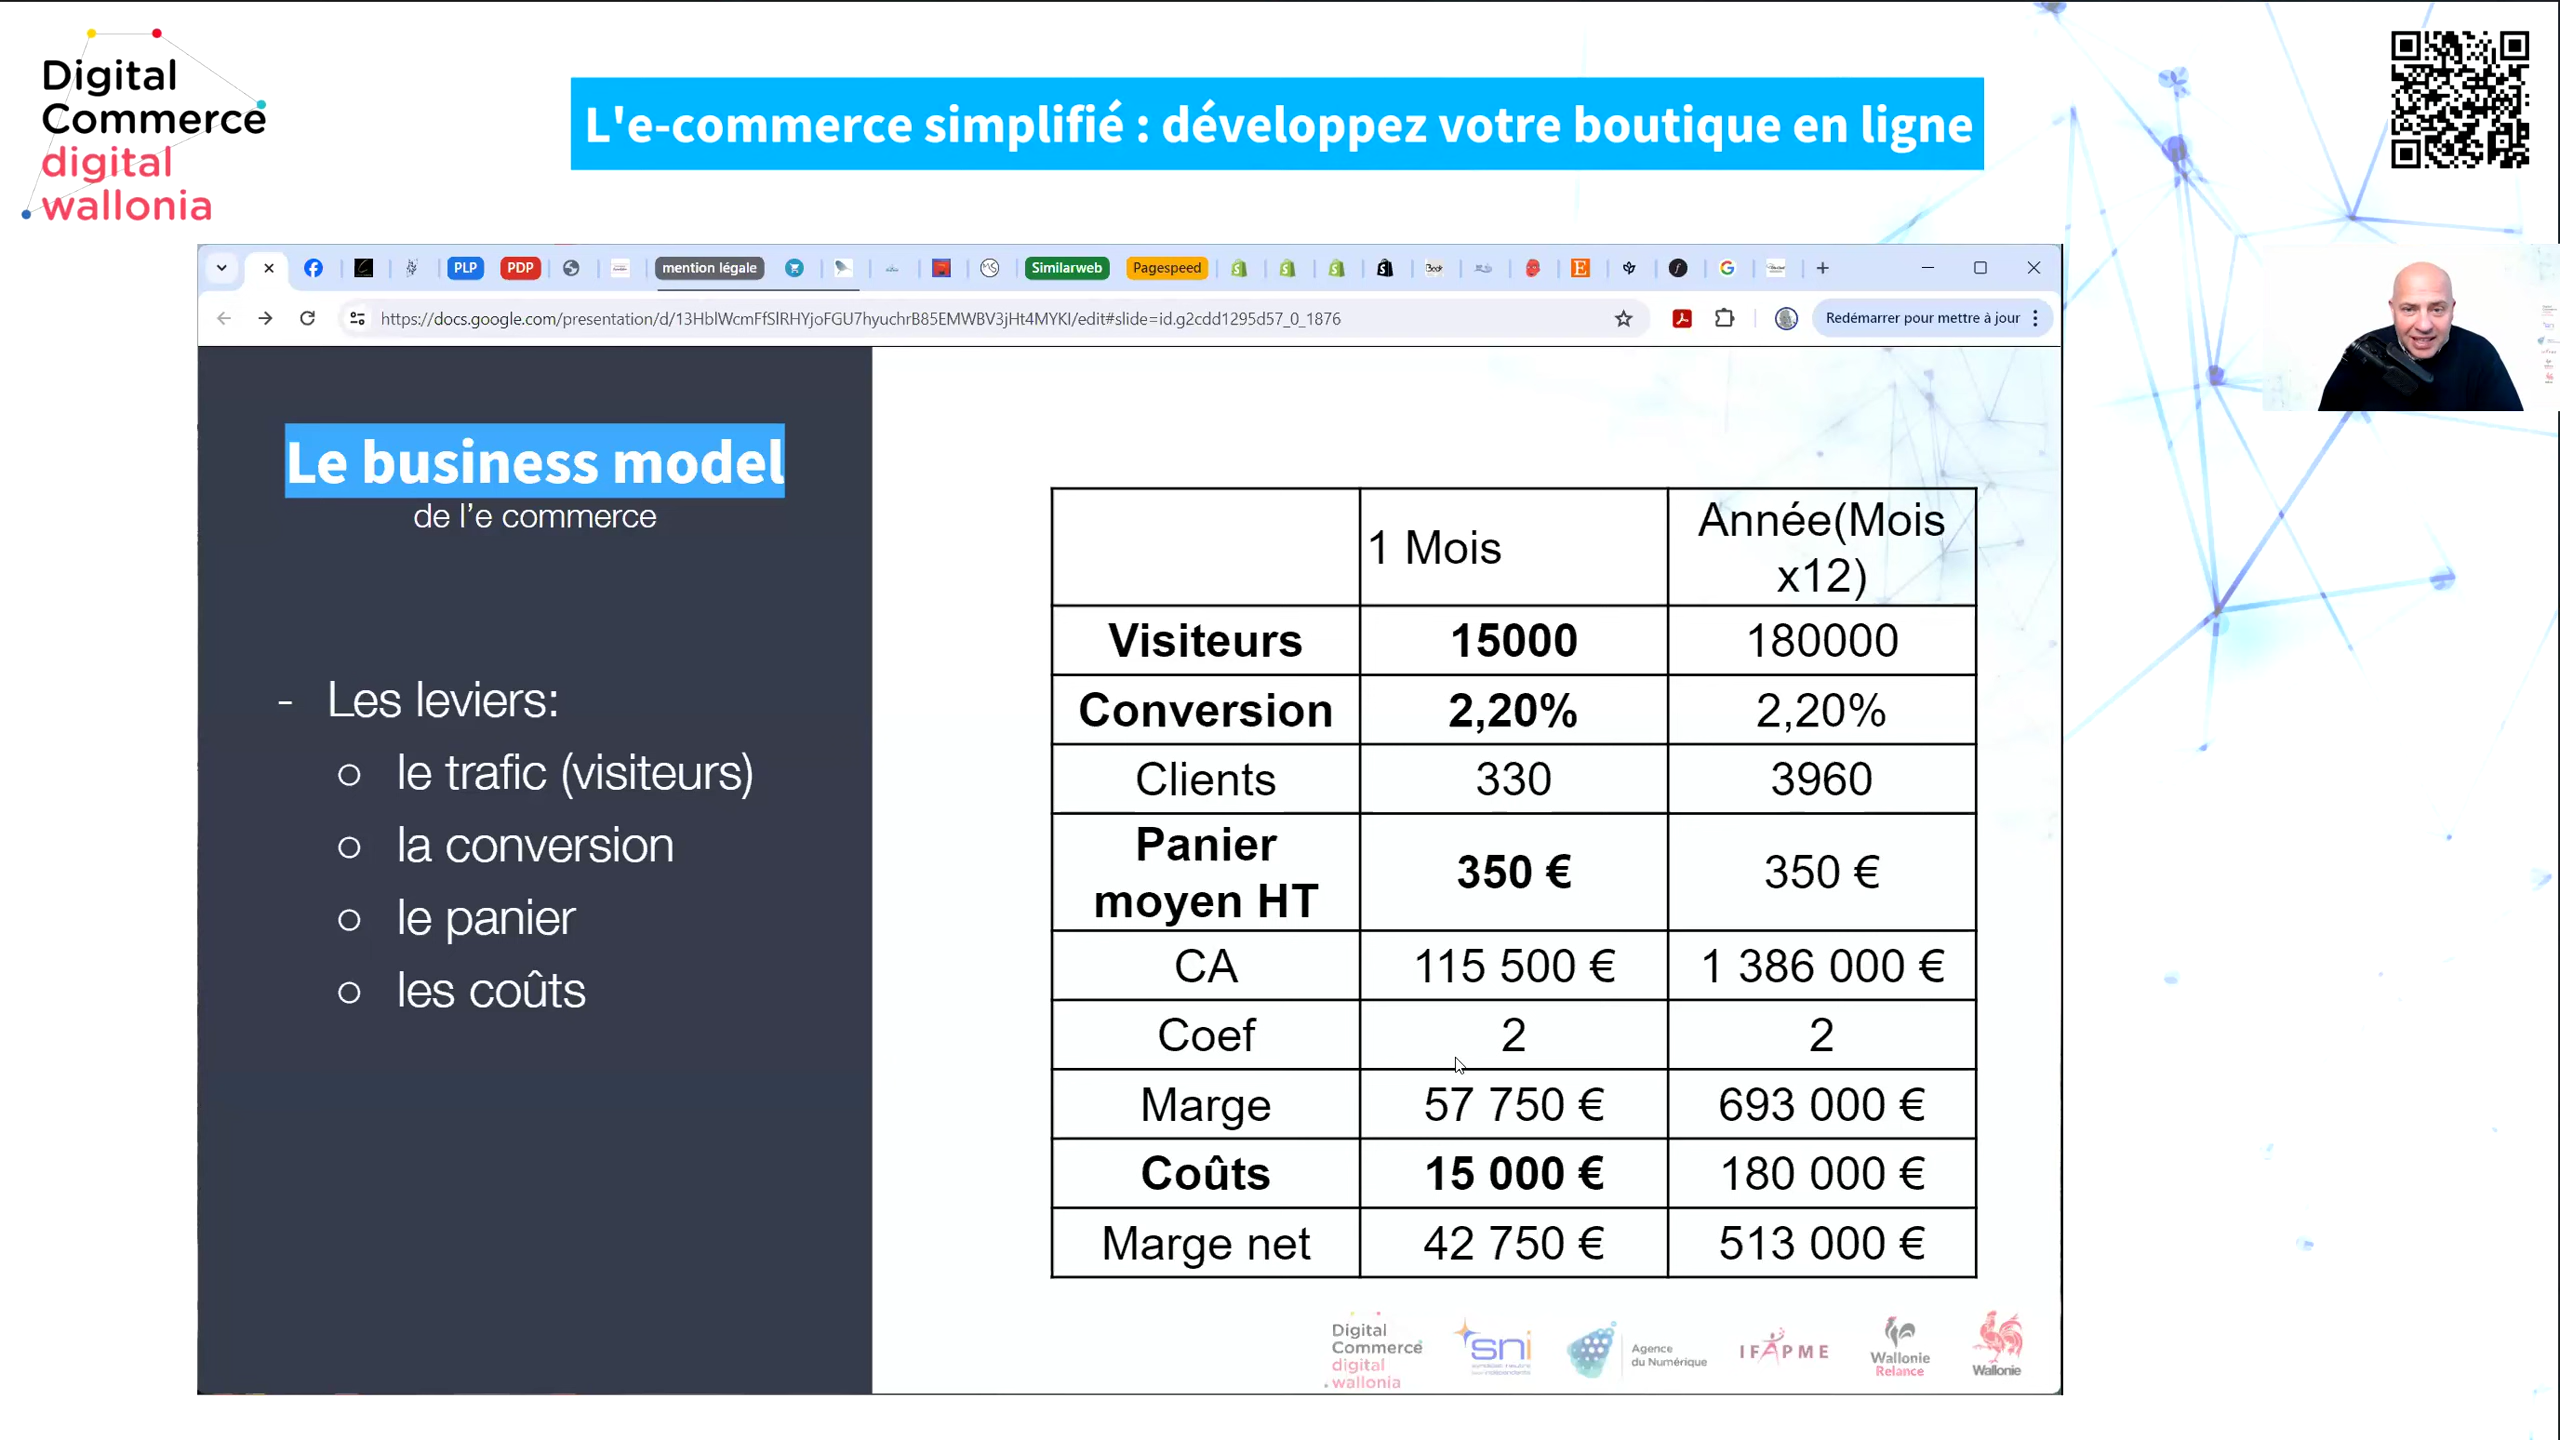 Digital
Commerce
digital
wallonia
L'e-commerce simplifié : développez votre boutique en ligne
PLP
PDP
mention légale
Similarweb
Pagespeed
https://docs.google.com/presentation/d/13HblWcmFfSlRHYjoFGU7hyuchrB85EMWBV3jHt4MYKI/edit#slide=id.g2cdd1295d57_0_1876
Redémarrer pour mettre à jour
Le business model
de l'e commerce
- Les leviers:
○ le trafic (visiteurs)
○ la conversion
○ le panier
○ les coûts
1 Mois Année(Mois x12)
Visiteurs 15000 180000
Conversion 2,20% 2,20%
Clients 330 3960
Panier moyen HT 350 € 350 €
CA 115 500 € 1 386 000 €
Coef 2 2
Marge 57 750 € 693 000 €
Coûts 15 000 € 180 000 €
Marge net 42 750 € 513 000 €
Digital
Commerce
digital
wallonia
sni
Agence
du Numérique
IFAPME
Wallonie
Relance
Wallonie